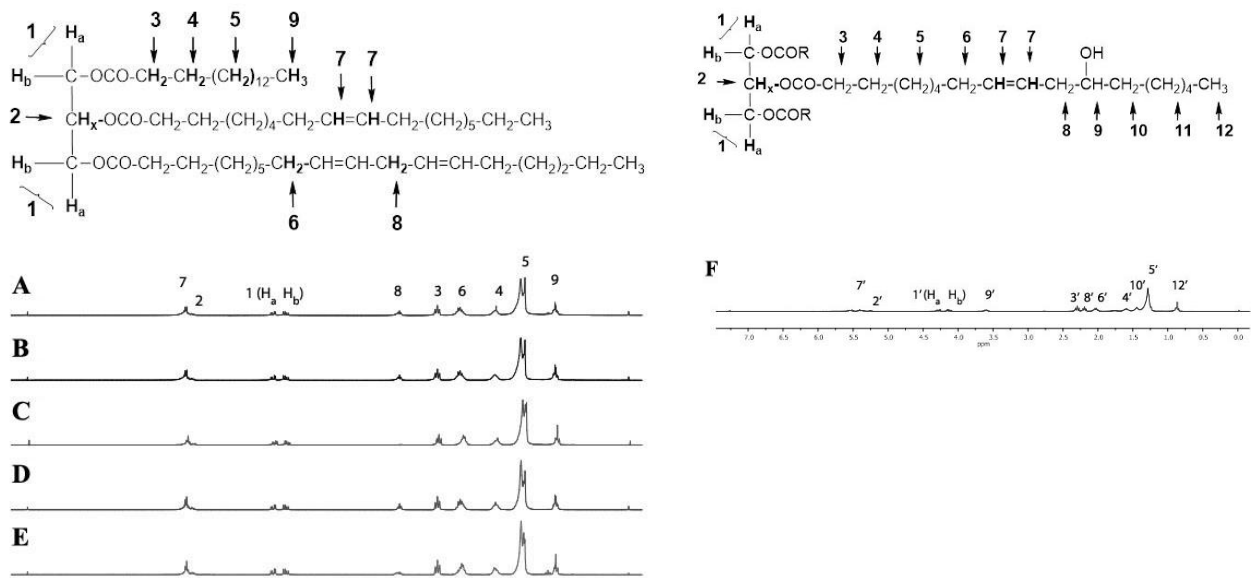 3 4 5 9
1 Hₐ 7 7
H_b C–OCO–CH₂–CH₂–(CH₂)₁₂–CH₃
2 CHₓ–OCO–CH₂–CH₂–(CH₂)₄–CH₂–CH=CH–CH₂–(CH₂)₅–CH₂–CH₃
H_b C–OCO–CH₂–CH₂–(CH₂)₅–CH₂–CH=CH–CH₂–CH=CH–CH₂–(CH₂)₂–CH₂–CH₃
1 Hₐ
6 8
1 Hₐ 3 4 5 6 7 7 OH
H_b C–OCOR
2 CHₓ–OCO–CH₂–CH₂–(CH₂)₄–CH₂–CH=CH–CH₂–CH–CH₂–(CH₂)₄–CH₃
H_b C–OCOR
1 Hₐ 8 9 10 11 12
A 7 2 1 (Hₐ H_b) 8 3 6 4 5 9
B
C
D
E
F 7' 2' 1' (Hₐ H_b) 9' 3' 8' 6' 4' 10' 5' 12'
7.0 6.5 6.0 5.5 5.0 4.5 4.0 3.5 3.0 2.5 2.0 1.5 1.0 0.5 0.0
ppm